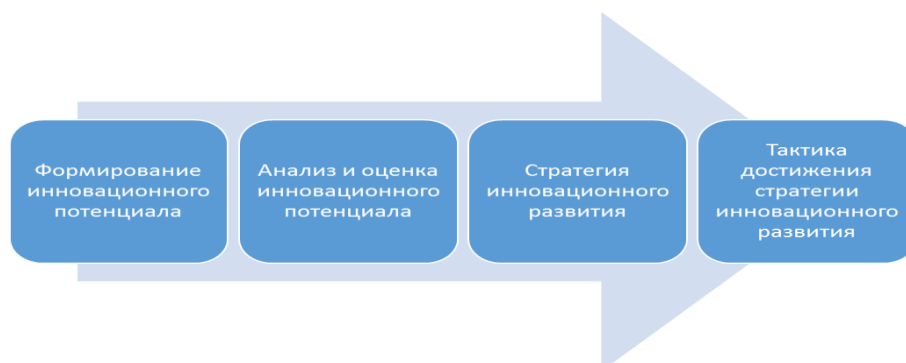 Формирование
инновационного
потенциала
Анализ и оценка
инновационного
потенциала
Стратегия
инновационного
развития
Тактика
достижения
стратегии
инновационного
развития